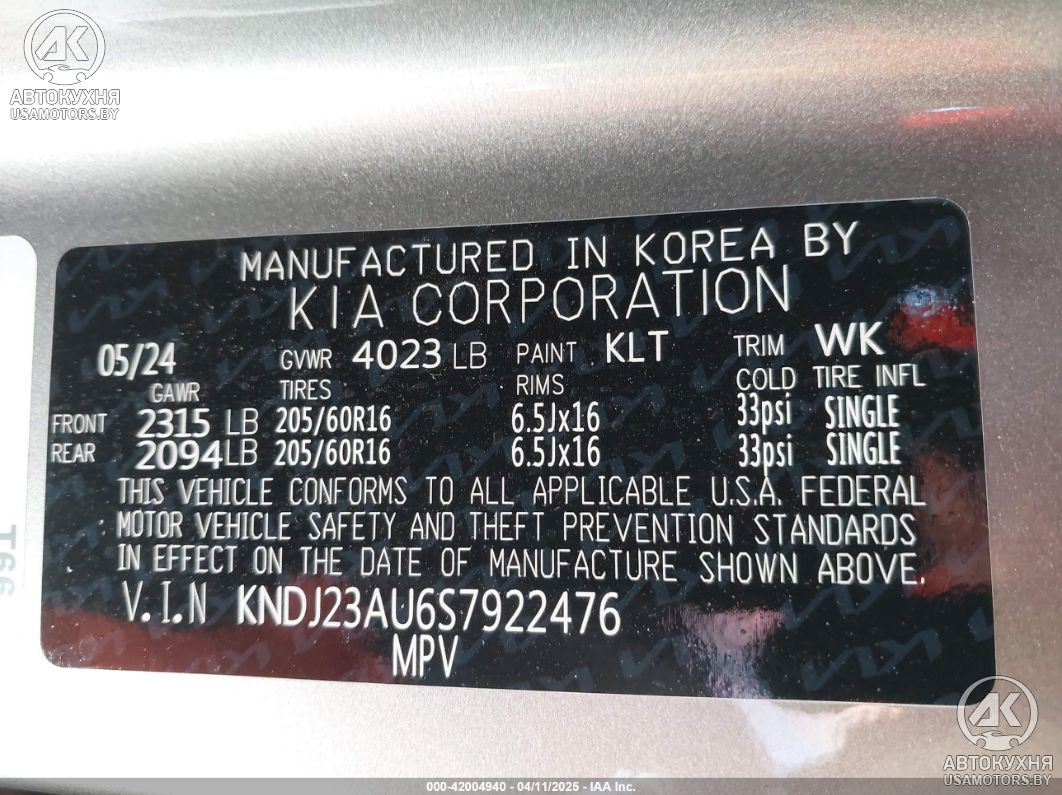 AK
АВТОКУХНЯ
USAMOTORS.BY
MANUFACTURED IN KOREA BY
KIA CORPORATION
05/24 GVWR 4023 LB PAINT KLT TRIM WK
GAWR TIRES RIMS COLD TIRE INFL
FRONT 2315 LB 205/60R16 6.5Jx16 33psi SINGLE
REAR 2094LB 205/60R16 6.5Jx16 33psi SINGLE
THIS VEHICLE CONFORMS TO ALL APPLICABLE U.S.A. FEDERAL
MOTOR VEHICLE SAFETY AND THEFT PREVENTION STANDARDS
IN EFFECT ON THE DATE OF MANUFACTURE SHOWN ABOVE.
V.I.N KNDJ23AU6S7922476
MPV
AK
АВТОКУХНЯ
USAMOTORS.BY
000-42004940 - 04/11/2025 - IAA Inc.